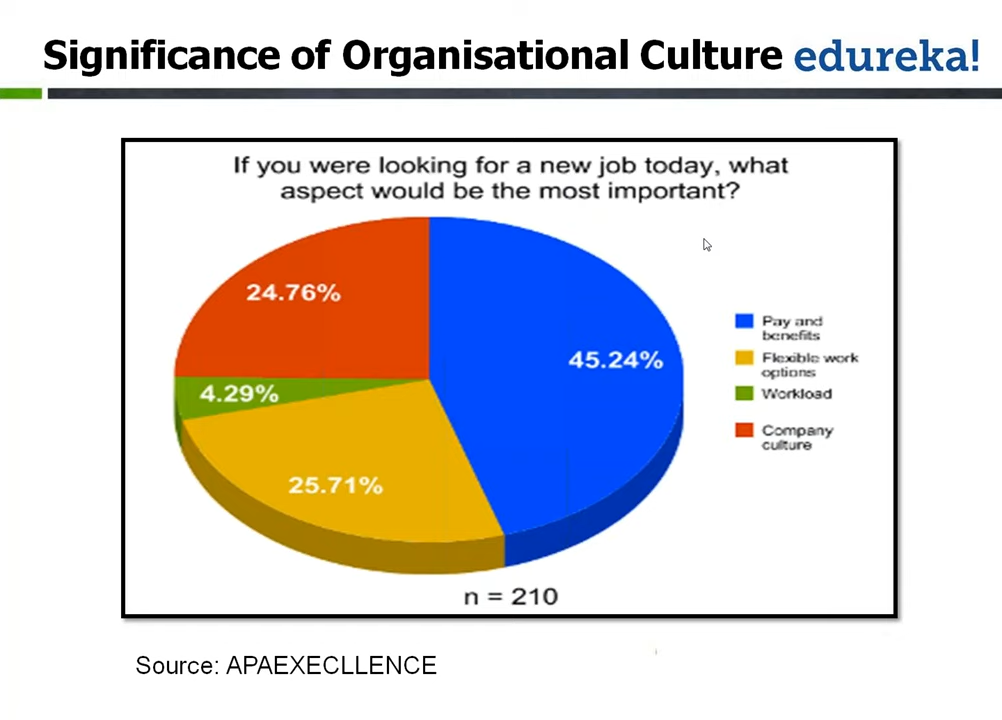 Significance of Organisational Culture edureka!
If you were looking for a new job today, what
aspect would be the most important?
24.76%
45.24%
4.29%
25.71%
Pay and
benefits
Flexible work
options
Workload
Company
culture
n = 210
Source: APAEXECLLENCE